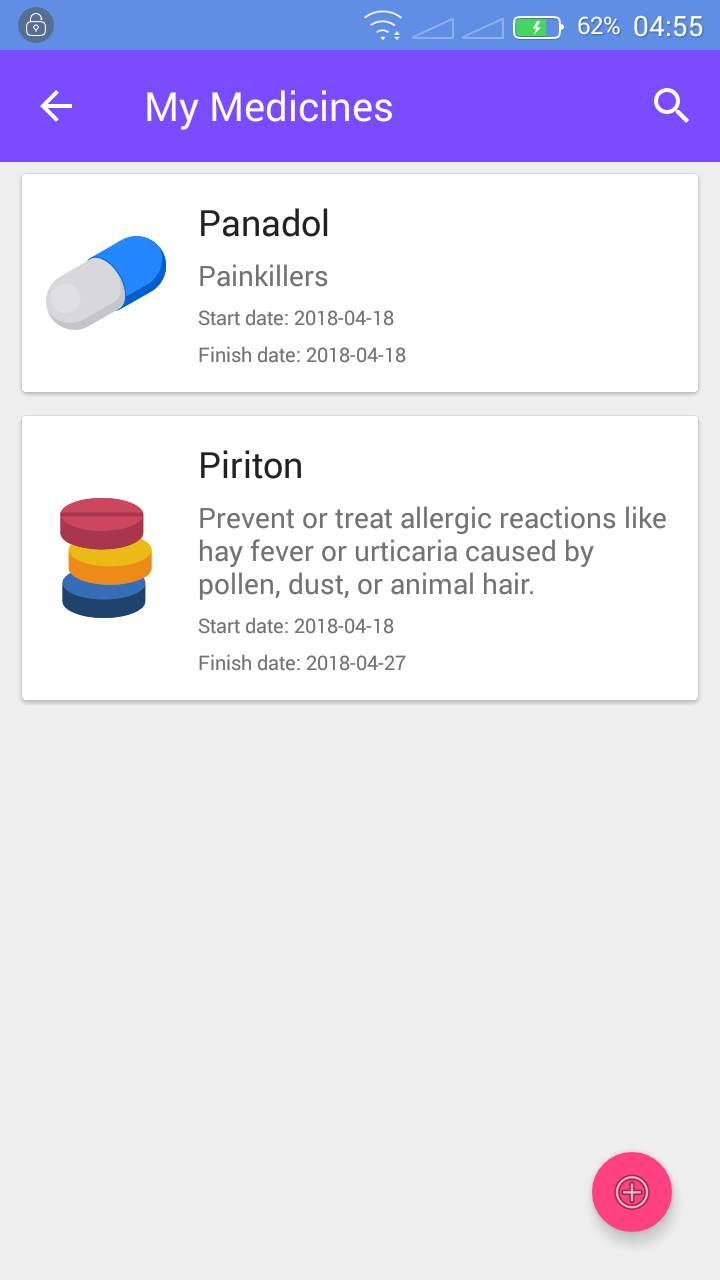 62% 04:55
My Medicines
Panadol
Painkillers
Start date: 2018-04-18
Finish date: 2018-04-18
Piriton
Prevent or treat allergic reactions like
hay fever or urticaria caused by
pollen, dust, or animal hair.
Start date: 2018-04-18
Finish date: 2018-04-27